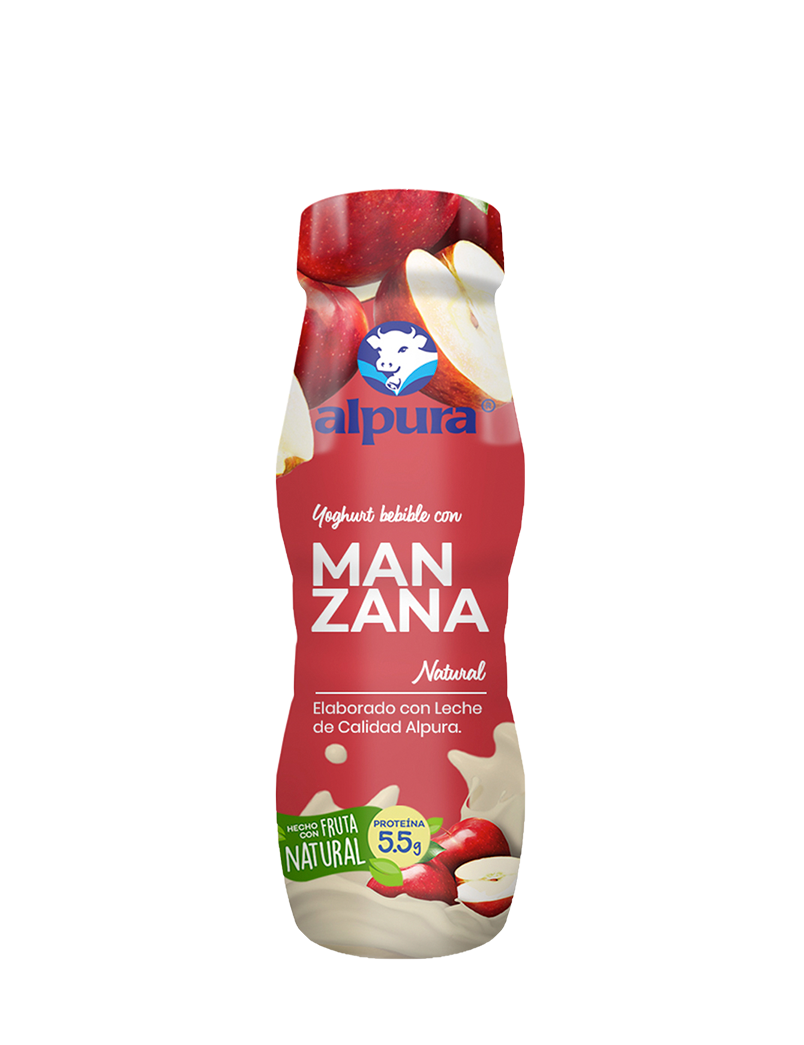 alpura®
Yoghurt bebible con
MAN
ZANA
Natural
Elaborado con Leche
de Calidad Alpura.
HECHO
CON FRUTA
NATURAL
PROTEÍNA
5.5g